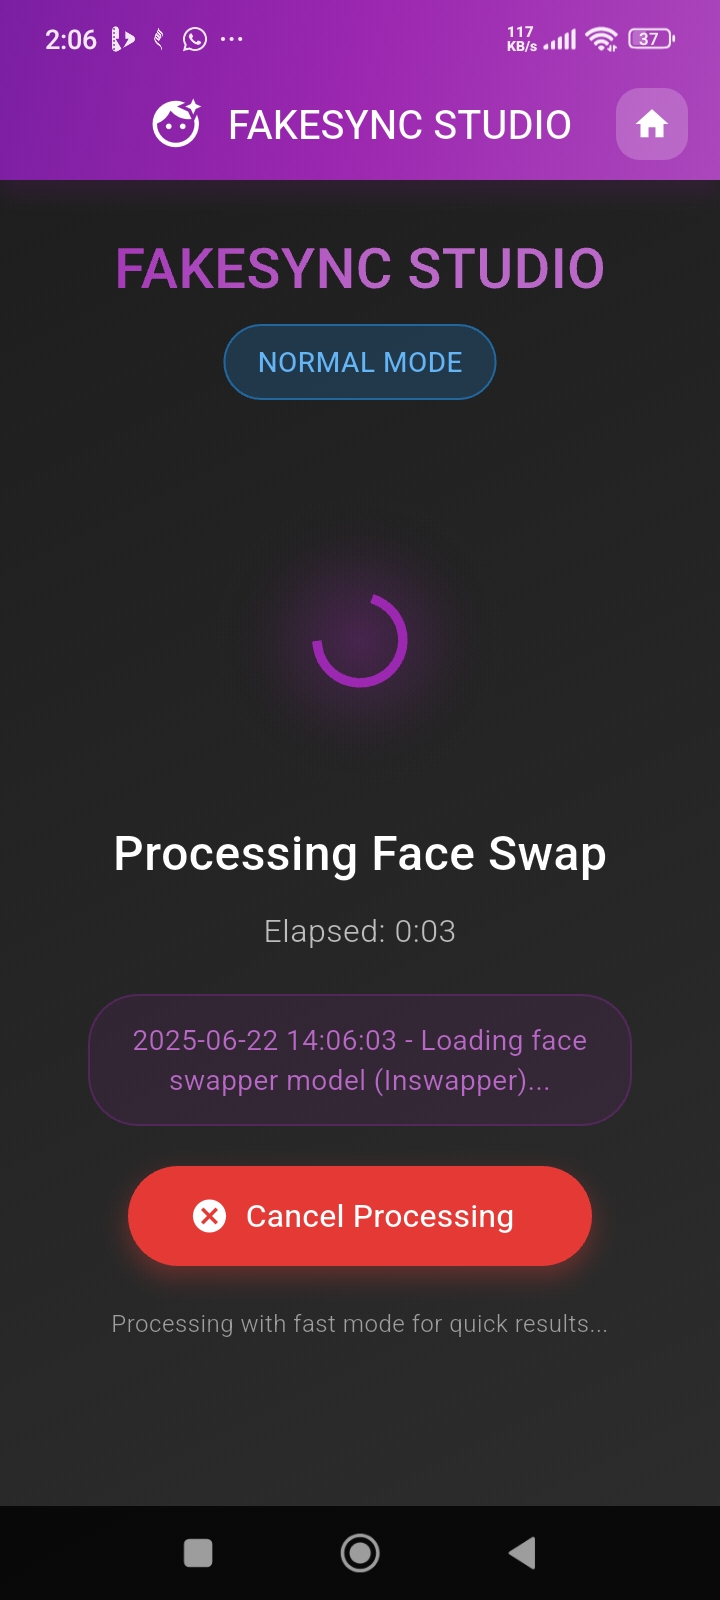 2:06
117
KB/s
37
FAKESYNC STUDIO
FAKESYNC STUDIO
NORMAL MODE
Processing Face Swap
Elapsed: 0:03
2025-06-22 14:06:03 - Loading face
swapper model (Inswapper)...
Cancel Processing
Processing with fast mode for quick results...